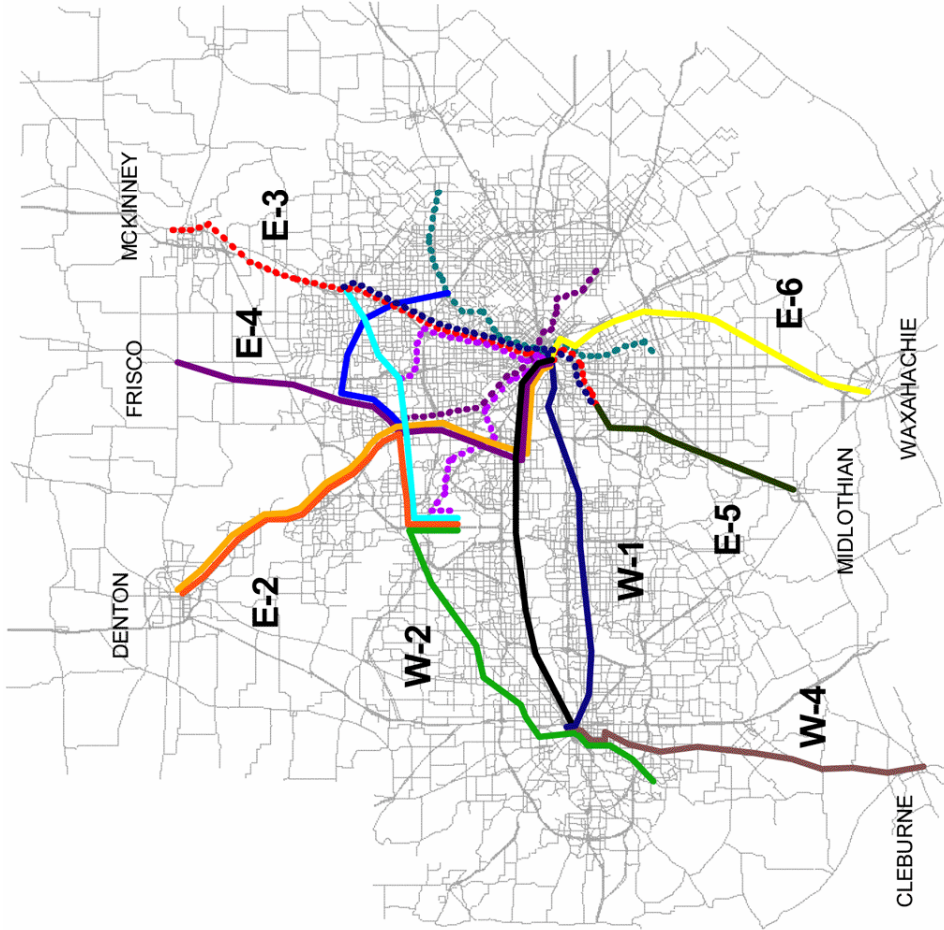 MCKINNEY
E-3
E-4
FRISCO
DENTON
E-2
W-2
W-1
E-6
E-5
WAXAHACHIE
MIDLOTHIAN
W-4
CLEBURNE